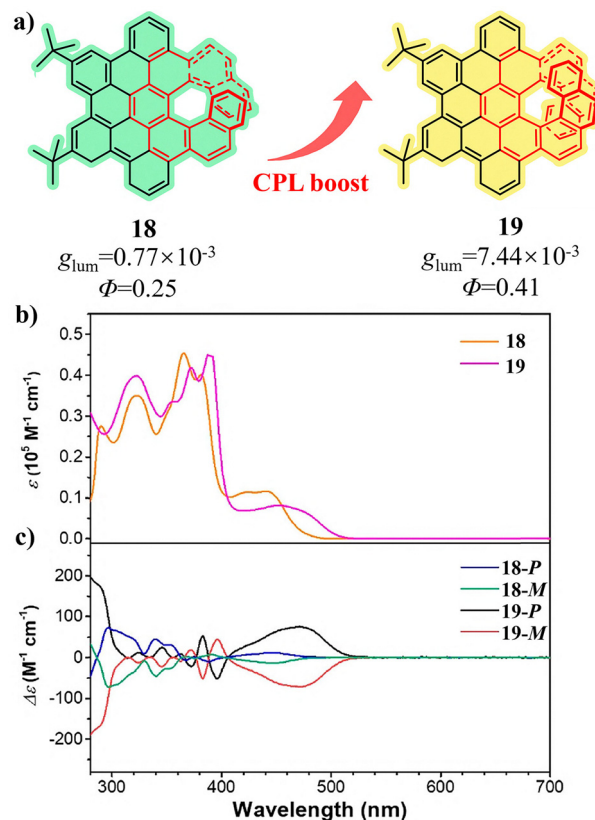 a)
CPL boost
18
g_lum=0.77×10⁻³
Φ=0.25
19
g_lum=7.44×10⁻³
Φ=0.41
b)
0.5
0.4
0.3
0.2
0.1
0.0
ε (10⁵ M⁻¹ cm⁻¹)
18
19
c)
200
100
0
-100
-200
Δε (M⁻¹ cm⁻¹)
18-P
18-M
19-P
19-M
300 400 500 600 700
Wavelength (nm)